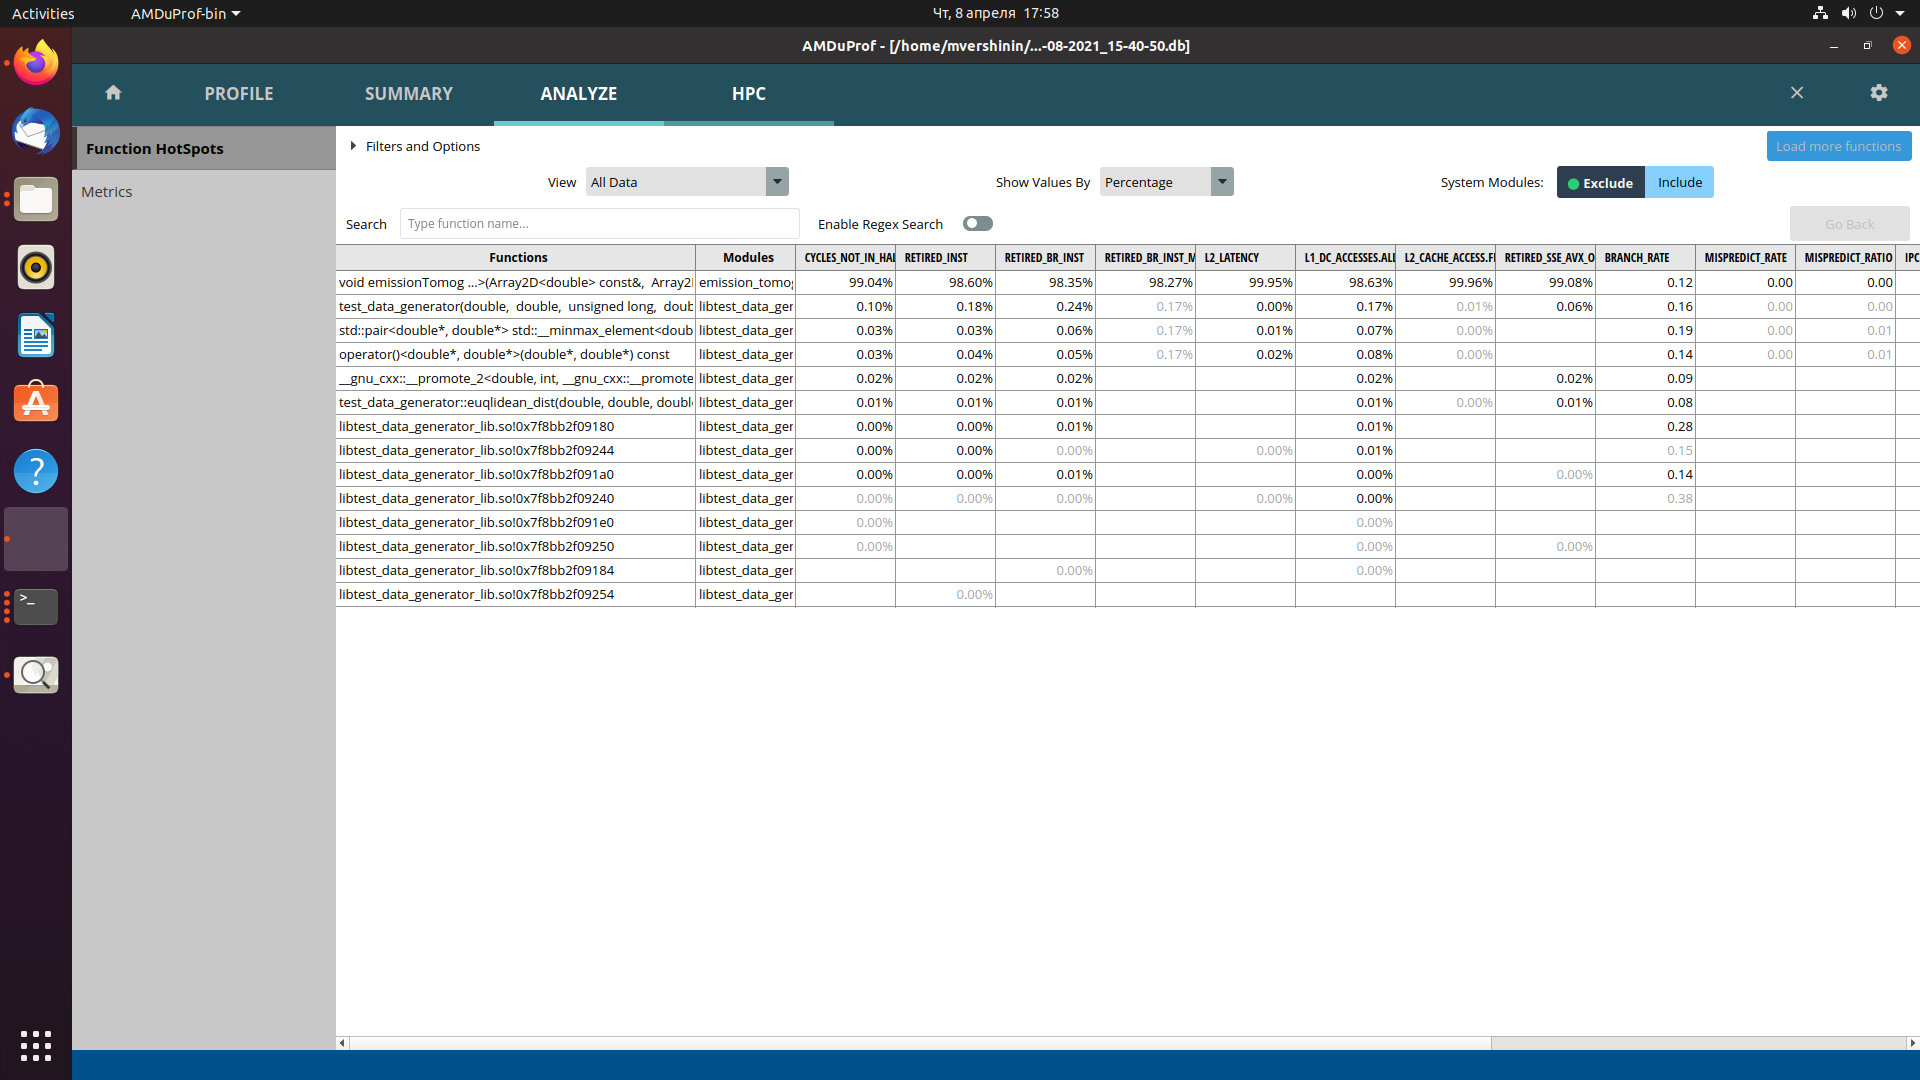 Activities AMDuProf-bin Чт, 8 апреля 17:58
AMDuProf - [/home/mvershinin/...-08-2021_15-40-50.db]
PROFILE SUMMARY ANALYZE HPC
Function HotSpots
Metrics
Filters and Options Load more functions
View All Data Show Values By Percentage System Modules: Exclude Include
Search Type function name... Enable Regex Search Go Back
Functions Modules CYCLES_NOT_IN_HAL RETIRED_INST RETIRED_BR_INST RETIRED_BR_INST_M L2_LATENCY L1_DC_ACCESSES.ALL L2_CACHE_ACCESS.F RETIRED_SSE_AVX_O BRANCH_RATE MISPREDICT_RATE MISPREDICT_RATIO IPC
void emissionTomog ...>(Array2D<double> const&, Array2 emission_tomo 99.04% 98.60% 98.35% 98.27% 99.95% 98.63% 99.96% 99.08% 0.12 0.00 0.00
test_data_generator(double, double, unsigned long, doub libtest_data_ger 0.10% 0.18% 0.24% 0.17% 0.00% 0.17% 0.01% 0.06% 0.16 0.00 0.00
std::pair<double*, double*> std::__minmax_element<doub libtest_data_ger 0.03% 0.03% 0.06% 0.17% 0.01% 0.07% 0.00% 0.19 0.00 0.01
operator()<double*, double*>(double*, double*) const libtest_data_ger 0.03% 0.04% 0.05% 0.17% 0.02% 0.08% 0.00% 0.14 0.00 0.01
__gnu_cxx::__promote_2<double, int, __gnu_cxx::__promote libtest_data_ger 0.02% 0.02% 0.02% 0.02% 0.02% 0.09
test_data_generator::euqlidean_dist(double, double, doubl libtest_data_ger 0.01% 0.01% 0.01% 0.01% 0.00% 0.01% 0.08
libtest_data_generator_lib.so!0x7f8bb2f09180 libtest_data_ger 0.00% 0.00% 0.01% 0.01% 0.28
libtest_data_generator_lib.so!0x7f8bb2f09244 libtest_data_ger 0.00% 0.00% 0.00% 0.00% 0.01% 0.15
libtest_data_generator_lib.so!0x7f8bb2f091a0 libtest_data_ger 0.00% 0.00% 0.01% 0.00% 0.00% 0.14
libtest_data_generator_lib.so!0x7f8bb2f09240 libtest_data_ger 0.00% 0.00% 0.00% 0.00% 0.00% 0.38
libtest_data_generator_lib.so!0x7f8bb2f091e0 libtest_data_ger 0.00% 0.00%
libtest_data_generator_lib.so!0x7f8bb2f09250 libtest_data_ger 0.00% 0.00% 0.00%
libtest_data_generator_lib.so!0x7f8bb2f09184 libtest_data_ger 0.00% 0.00%
libtest_data_generator_lib.so!0x7f8bb2f09254 libtest_data_ger 0.00%